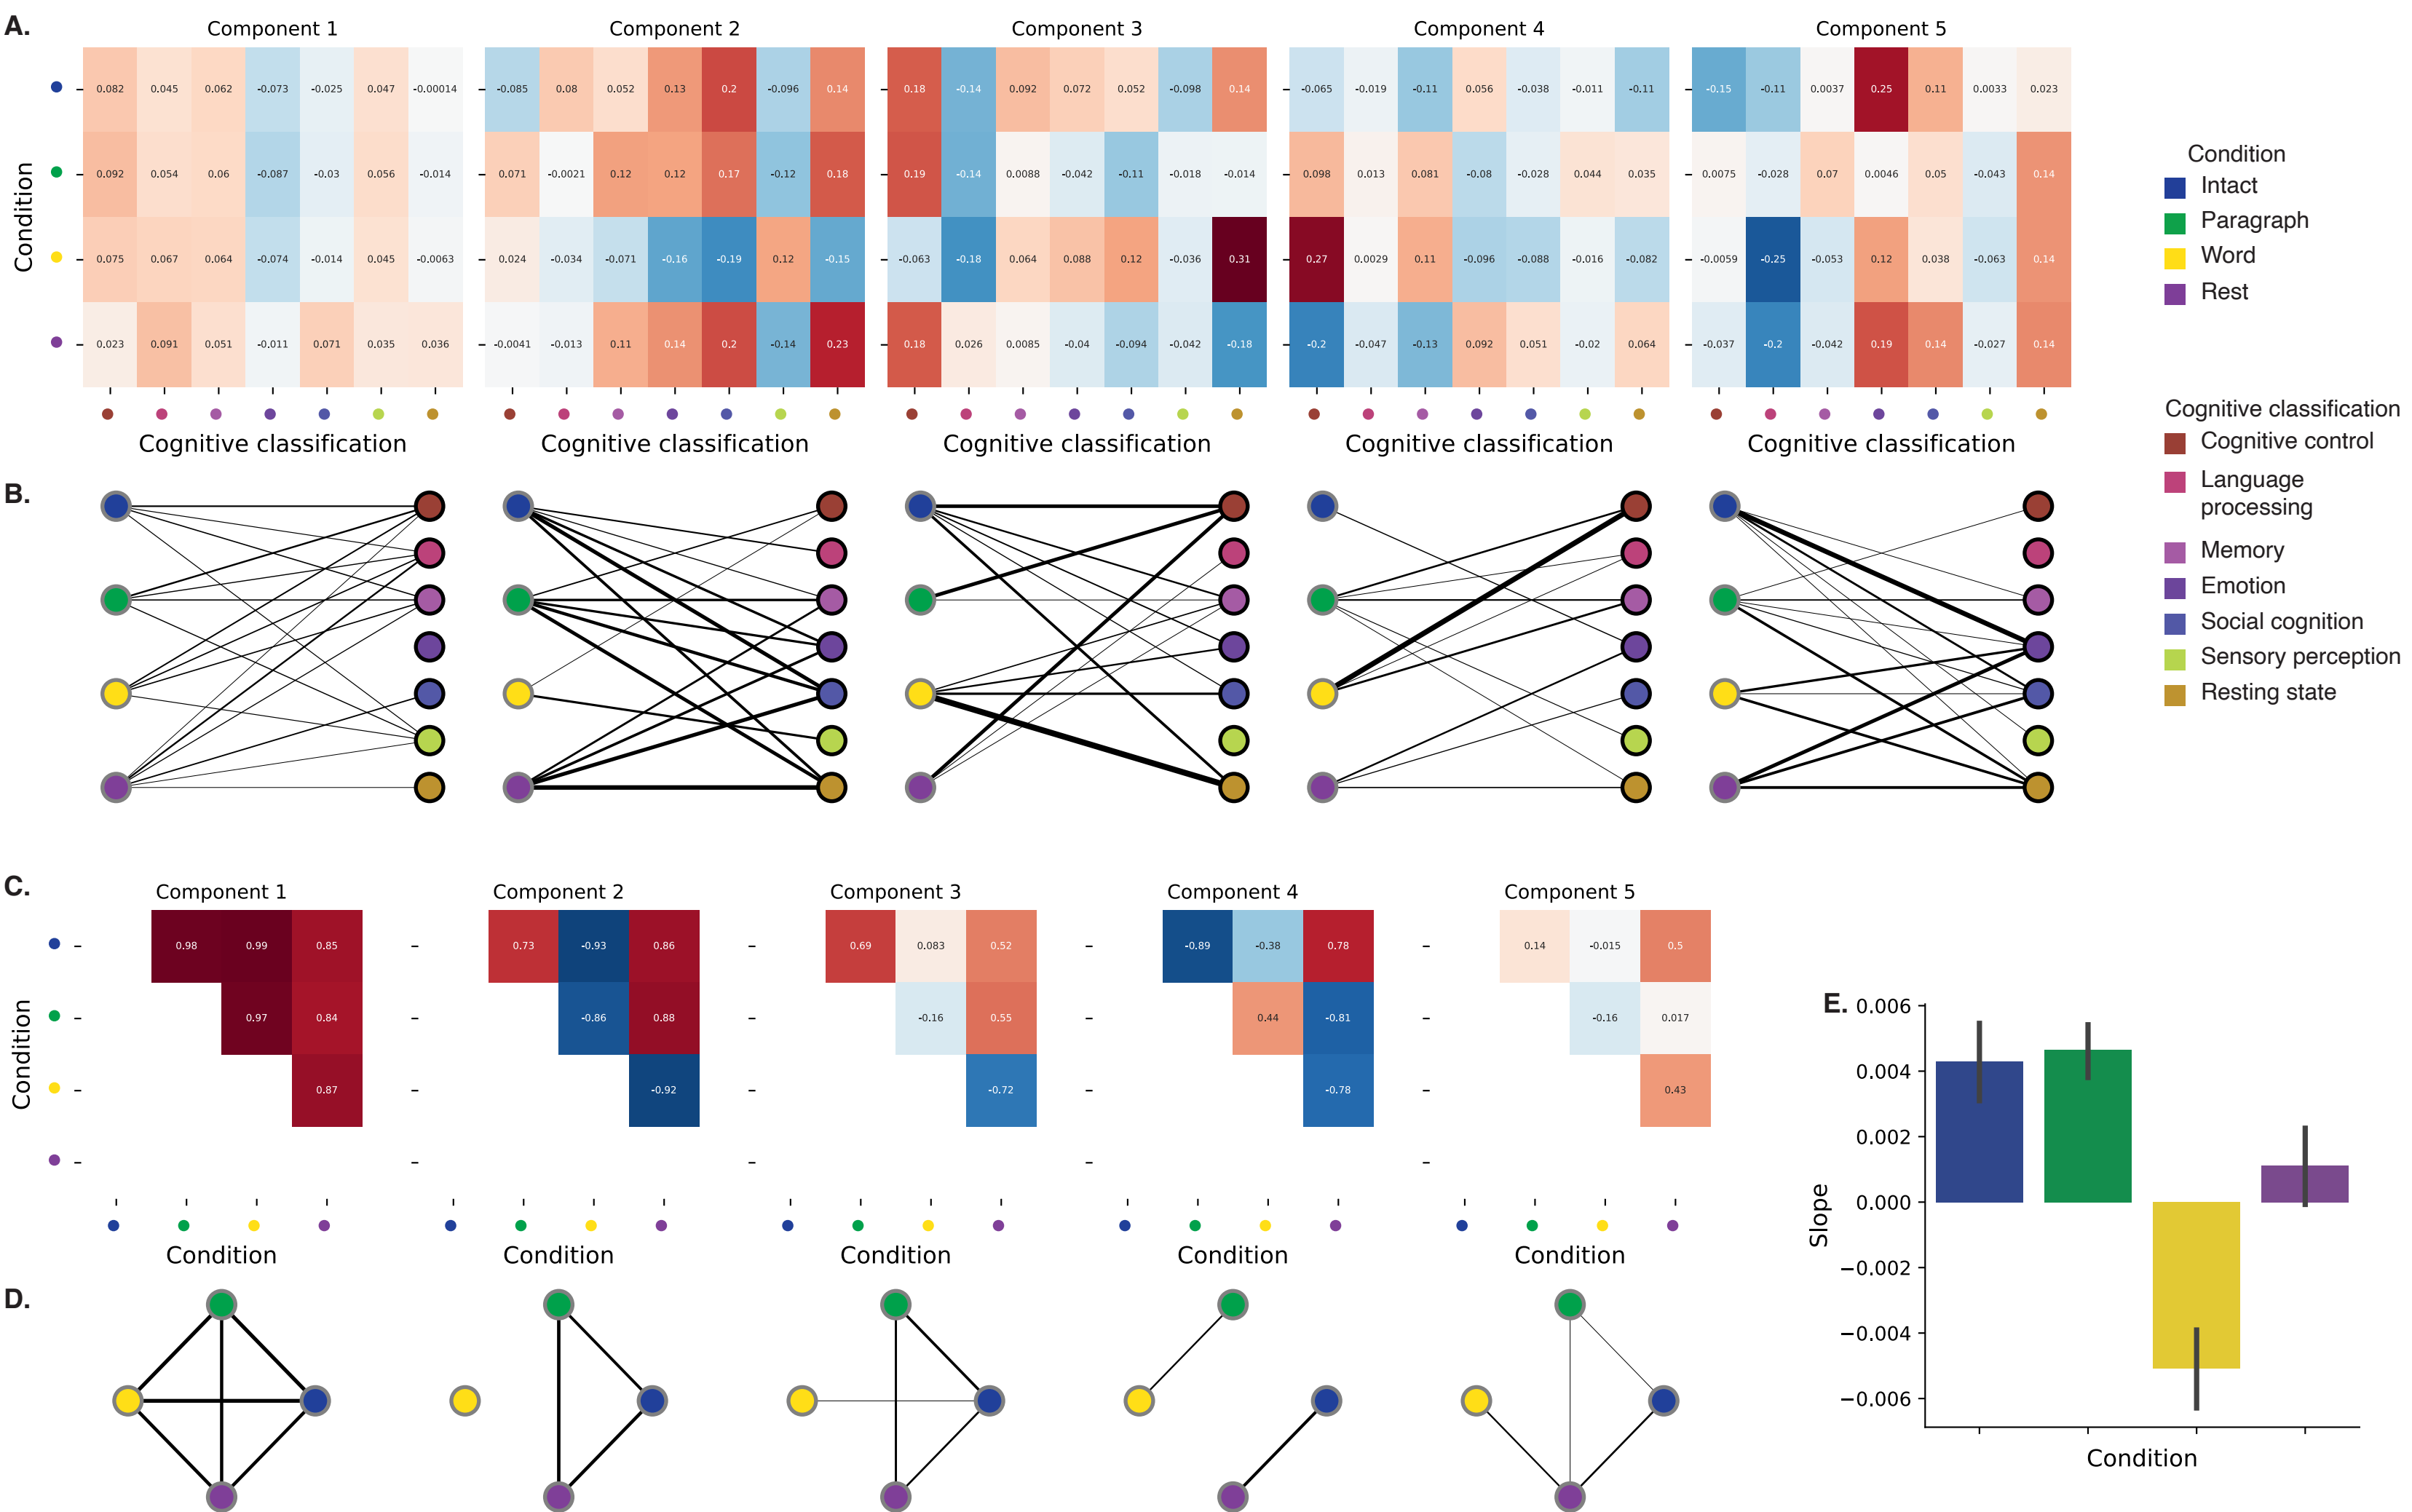 A.
Component 1 Component 2 Component 3 Component 4 Component 5
0.082 0.045 0.062 -0.073 -0.025 0.047 -0.00014 -0.085 0.08 0.052 0.13 0.2 -0.096 0.14 0.18 -0.14 0.092 0.072 0.052 -0.098 0.14 -0.065 -0.019 -0.11 0.056 -0.038 -0.011 -0.11 -0.15 -0.11 0.0037 0.25 0.11 0.0033 0.023
0.092 0.054 0.06 -0.087 -0.03 0.056 -0.014 0.071 -0.0021 0.12 0.12 0.17 -0.12 0.18 0.19 -0.14 0.0088 -0.042 -0.11 -0.018 -0.014 0.098 0.013 0.081 -0.08 -0.028 0.044 0.035 0.0075 -0.028 0.07 0.0046 0.05 -0.043 0.14
0.075 0.067 0.064 -0.074 -0.014 0.045 -0.0063 0.024 -0.034 -0.071 -0.16 -0.19 0.12 -0.15 -0.063 -0.18 0.064 0.088 0.12 -0.036 0.31 0.27 0.0029 0.11 -0.096 -0.088 -0.016 -0.082 -0.0059 -0.25 -0.053 0.12 0.038 -0.063 0.14
0.023 0.091 0.051 -0.011 0.071 0.035 0.036 -0.0041 -0.013 0.11 0.14 0.2 -0.14 0.23 0.18 0.026 0.0085 -0.04 -0.094 -0.042 -0.18 -0.2 -0.047 -0.13 0.092 0.051 -0.02 0.064 -0.037 -0.2 -0.042 0.19 0.14 -0.027 0.14
Condition
Cognitive classification Cognitive classification Cognitive classification Cognitive classification Cognitive classification
Condition
Intact
Paragraph
Word
Rest
Cognitive classification
Cognitive control
Language
processing
Memory
Emotion
Social cognition
Sensory perception
Resting state
B.
C.
Component 1 Component 2 Component 3 Component 4 Component 5
0.98 0.99 0.85 0.73 -0.93 0.86 0.69 0.083 0.52 -0.89 -0.38 0.78 0.14 -0.015 0.5
0.97 0.84 -0.86 0.88 -0.16 0.55 0.44 -0.81 -0.16 0.017
0.87 -0.92 -0.72 -0.78 0.43
Condition
Condition Condition Condition Condition Condition
D.
E.
0.006
0.004
0.002
0.000
−0.002
−0.004
−0.006
Slope
Condition